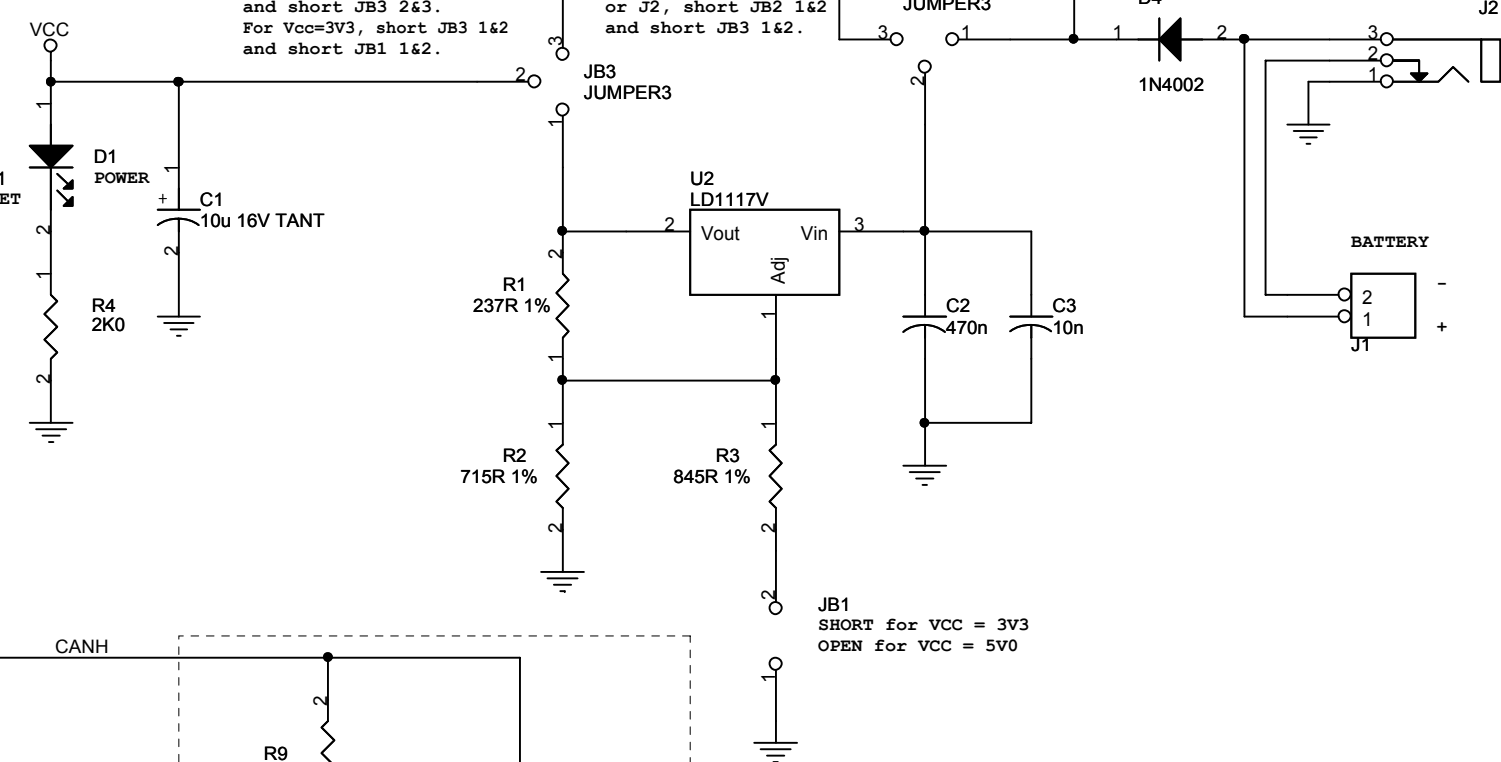 and short JB3 2&3.
For Vcc=3V3, short JB3 1&2
and short JB1 1&2.
or J2, short JB2 1&2
and short JB3 1&2.
JUMPER3
J2
VCC
3
3
1
1
2
3
2
1
2
JB3
JUMPER3
1
2
1N4002
1
D1
POWER
1
ET
1
+
C1
10u 16V TANT
2
2
U2
LD1117V
2
Vout
Vin
3
Adj
2
R1
237R 1%
1
1
1
R4
2K0
2
C2
470n
C3
10n
BATTERY
2
-
1
+
J1
1
R2
715R 1%
2
1
R3
845R 1%
2
2
JB1
SHORT for VCC = 3V3
OPEN for VCC = 5V0
1
CANH
2
R9